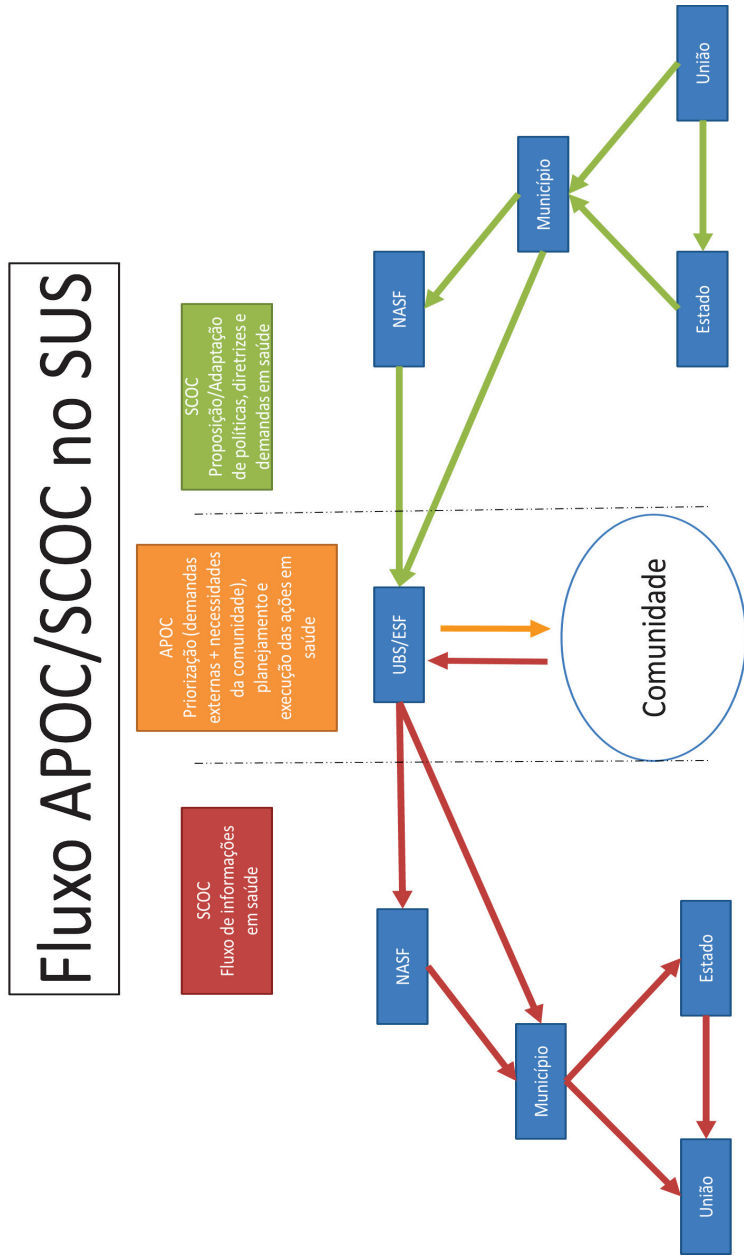 Fluxo APOC/SCOC no SUS
SCOC
Fluxo de informações
em saúde
APOC
Priorização (demandas
externas + necessidades
da comunidade),
planejamento e
execução das ações em
saúde
SCOC
Proposição/Adaptação
de políticas, diretrizes e
demandas em saúde
NASF
UBS/ESF
NASF
Município
Município
Comunidade
União
Estado
Estado
União